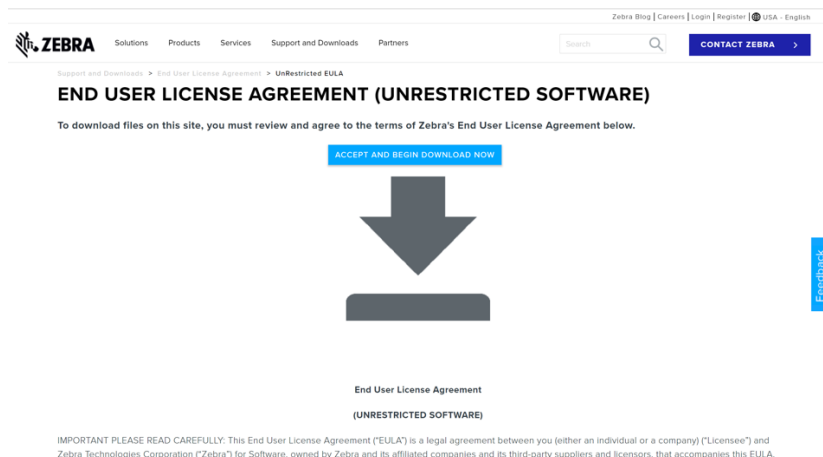 Zebra Blog | Careers | Login | Register | USA - English
ZEBRA Solutions Products Services Support and Downloads Partners Search CONTACT ZEBRA >
Support and Downloads > End User License Agreement > UnRestricted EULA
END USER LICENSE AGREEMENT (UNRESTRICTED SOFTWARE)
To download files on this site, you must review and agree to the terms of Zebra's End User License Agreement below.
ACCEPT AND BEGIN DOWNLOAD NOW
Feedback
End User License Agreement
(UNRESTRICTED SOFTWARE)
IMPORTANT PLEASE READ CAREFULLY: This End User License Agreement ("EULA") is a legal agreement between you (either an individual or a company) ("Licensee") and
Zebra Technologies Corporation ("Zebra") for Software, owned by Zebra and its affiliated companies and its third-party suppliers and licensors, that accompanies this EULA.